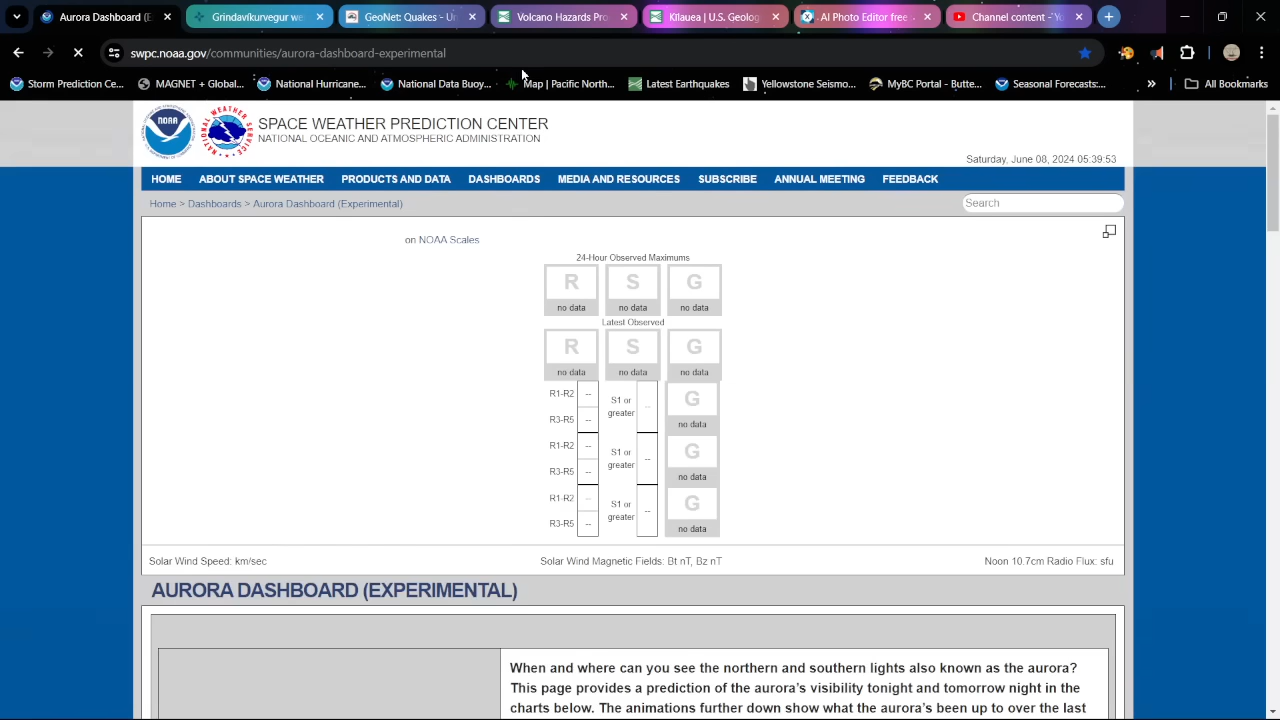 Aurora Dashboard (E
Grindavíkurvegur we
GeoNet: Quakes - Un
Volcano Hazards Pro
Kīlauea | U.S. Geolog
AI Photo Editor free
Channel content - Yo
swpc.noaa.gov/communities/aurora-dashboard-experimental
Storm Prediction Ce...
MAGNET + Global...
National Hurricane...
National Data Buoy...
Map | Pacific North...
Latest Earthquakes
Yellowstone Seismo...
MyBC Portal - Butte...
Seasonal Forecasts:...
All Bookmarks
NOAA
NATIONAL WEATHER SERVICE
SPACE WEATHER PREDICTION CENTER
NATIONAL OCEANIC AND ATMOSPHERIC ADMINISTRATION
Saturday, June 08, 2024 05:39:53
HOME ABOUT SPACE WEATHER PRODUCTS AND DATA DASHBOARDS MEDIA AND RESOURCES SUBSCRIBE ANNUAL MEETING FEEDBACK
Home > Dashboards > Aurora Dashboard (Experimental)
Search
on NOAA Scales
24-Hour Observed Maximums
R S G
no data no data no data
Latest Observed
R S G
no data no data no data
R1-R2 -- S1 or greater -- G
R3-R5 -- no data
R1-R2 -- S1 or greater -- G
R3-R5 -- no data
R1-R2 -- S1 or greater -- G
R3-R5 -- no data
Solar Wind Speed: km/sec
Solar Wind Magnetic Fields: Bt nT, Bz nT
Noon 10.7cm Radio Flux: sfu
AURORA DASHBOARD (EXPERIMENTAL)
When and where can you see the northern and southern lights also known as the aurora?
This page provides a prediction of the aurora's visibility tonight and tomorrow night in the
charts below. The animations further down show what the aurora's been up to over the last